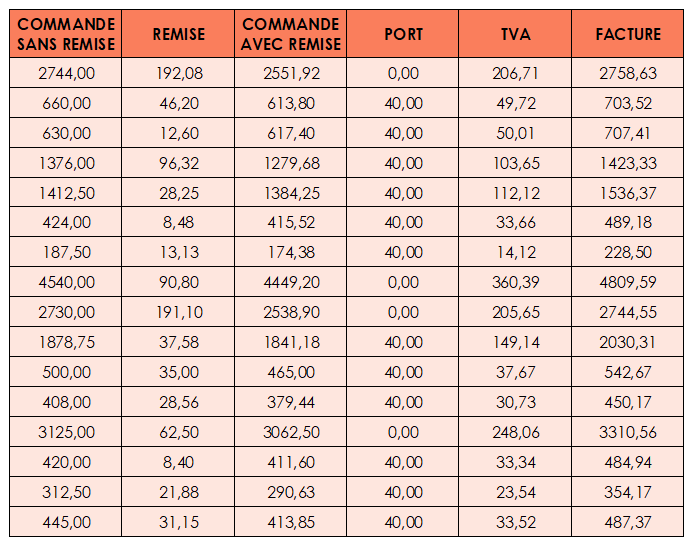 COMMANDE SANS REMISE REMISE COMMANDE AVEC REMISE PORT TVA FACTURE
2744,00 192,08 2551,92 0,00 206,71 2758,63
660,00 46,20 613,80 40,00 49,72 703,52
630,00 12,60 617,40 40,00 50,01 707,41
1376,00 96,32 1279,68 40,00 103,65 1423,33
1412,50 28,25 1384,25 40,00 112,12 1536,37
424,00 8,48 415,52 40,00 33,66 489,18
187,50 13,13 174,38 40,00 14,12 228,50
4540,00 90,80 4449,20 0,00 360,39 4809,59
2730,00 191,10 2538,90 0,00 205,65 2744,55
1878,75 37,58 1841,18 40,00 149,14 2030,31
500,00 35,00 465,00 40,00 37,67 542,67
408,00 28,56 379,44 40,00 30,73 450,17
3125,00 62,50 3062,50 0,00 248,06 3310,56
420,00 8,40 411,60 40,00 33,34 484,94
312,50 21,88 290,63 40,00 23,54 354,17
445,00 31,15 413,85 40,00 33,52 487,37